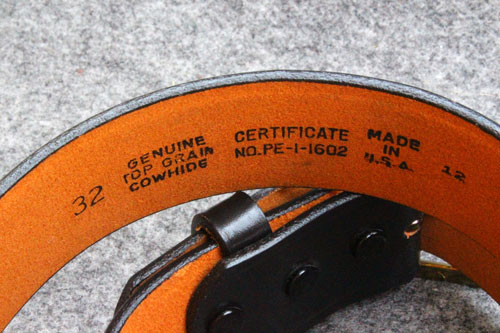 32
GENUINE
TOP GRAIN
COWHIDE
CERTIFICATE
NO.PE-1-1602
MADE
IN
U.S.A.
12